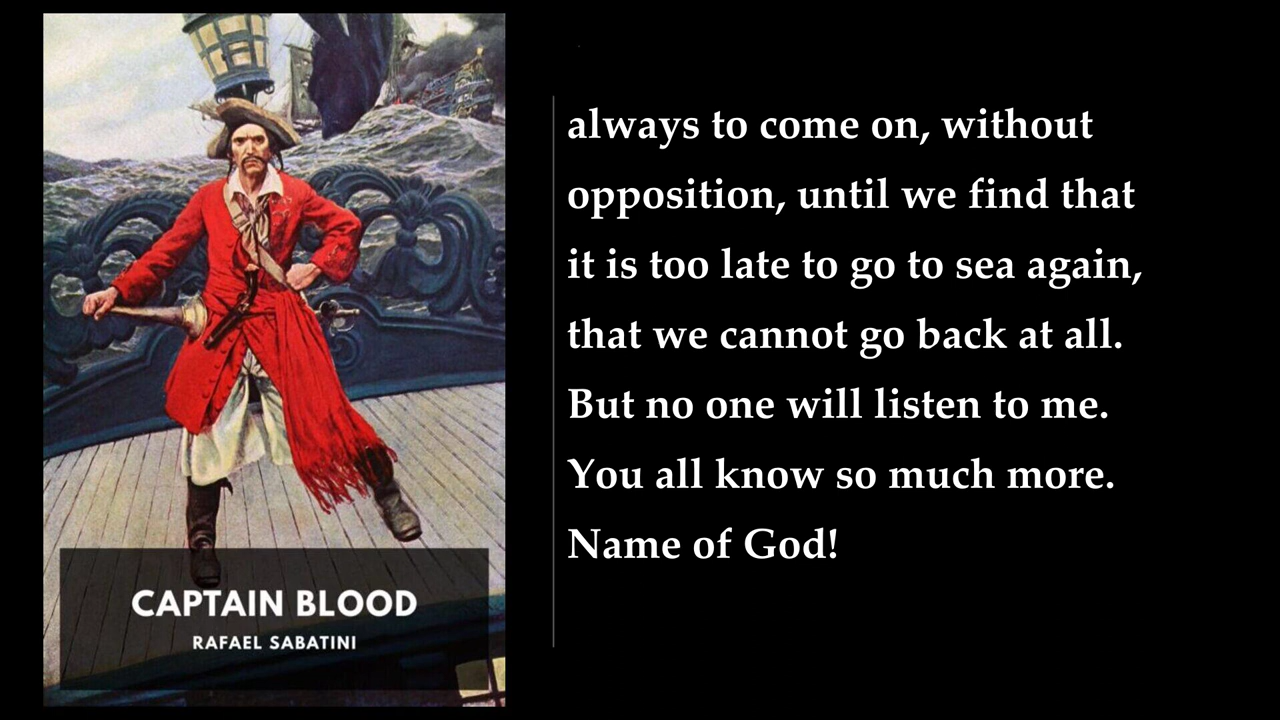 CAPTAIN BLOOD
RAFAEL SABATINI
always to come on, without
opposition, until we find that
it is too late to go to sea again,
that we cannot go back at all.
But no one will listen to me.
You all know so much more.
Name of God!